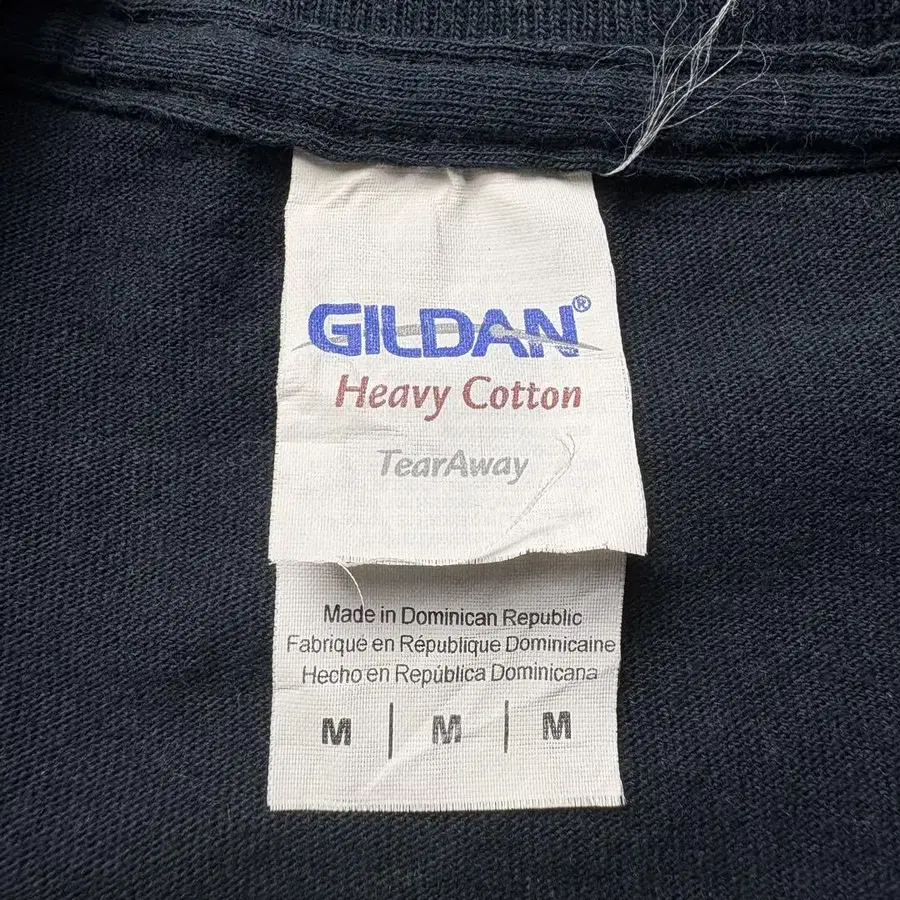 GILDAN®
Heavy Cotton
TearAway
Made in Dominican Republic
Fabriqué en République Dominicaine
Hecho en República Dominicana
M | M | M